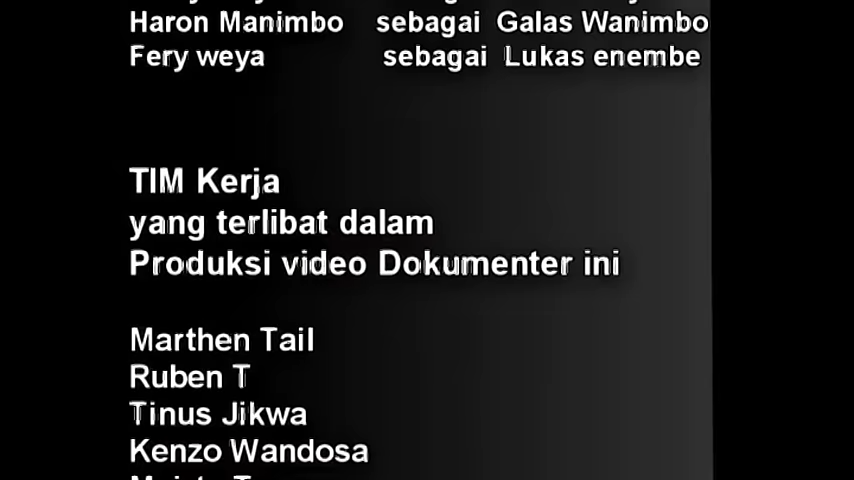 Haron Manimbo sebagai Galas Wanimbo
Fery weya sebagai Lukas enembe
TIM Kerja
yang terlibat dalam
Produksi video Dokumenter ini
Marthen Tail
Ruben T
Tinus Jikwa
Kenzo Wandosa